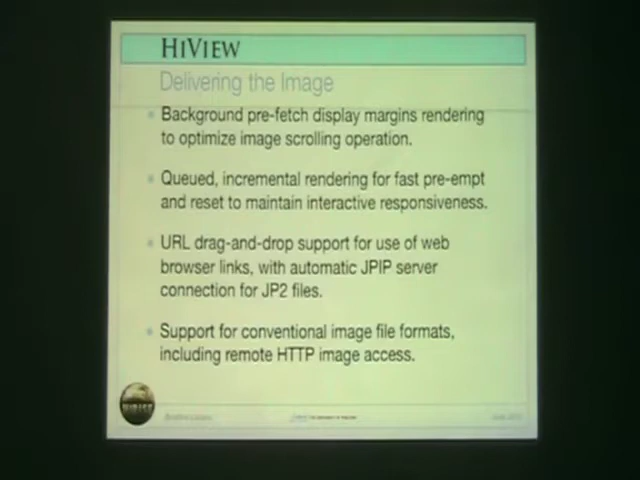 HIVIEW
Delivering the Image
Background pre-fetch display margins rendering
to optimize image scrolling operation.
Queued, incremental rendering for fast pre-empt
and reset to maintain interactive responsiveness.
URL drag-and-drop support for use of web
browser links, with automatic JPIP server
connection for JP2 files.
Support for conventional image file formats,
including remote HTTP image access.
HIRISE